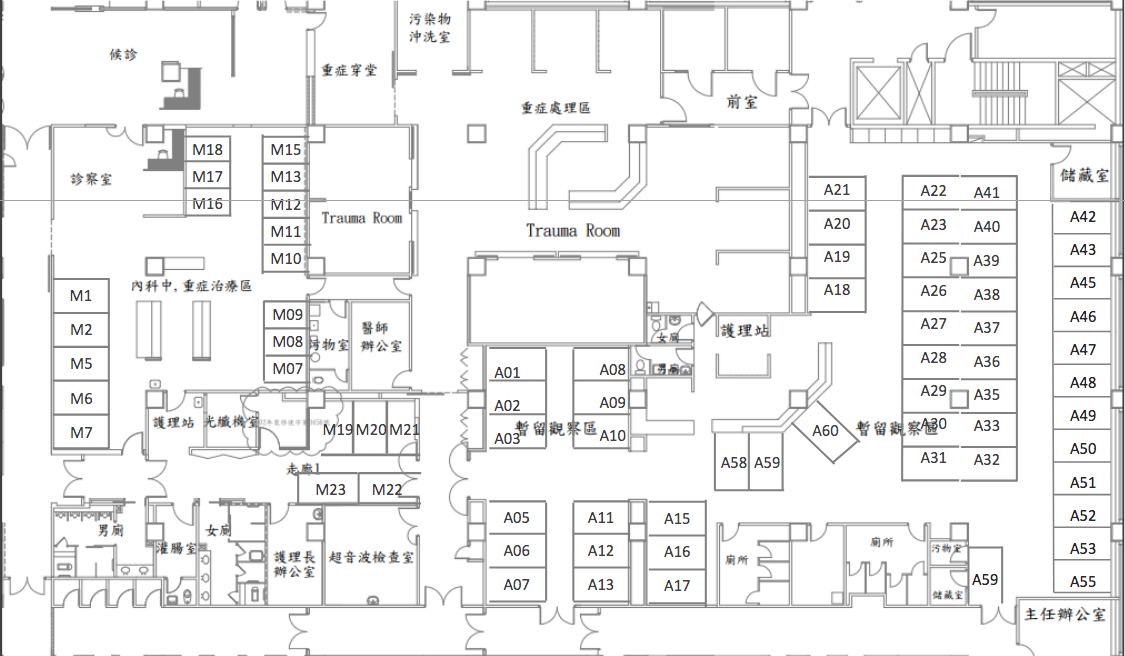 候診
重症穿堂
污染物
沖洗室
重症處理區
前室
診察室
M18
M17
M16
M15
M13
M12
M11
M10
Trauma Room
Trauma Room
儲藏室
A21
A20
A19
A18
A22
A23
A25
A26
A27
A28
A29
A30
A31
A41
A40
A39
A38
A37
A36
A35
A33
A32
A42
A43
A45
A46
A47
A48
A49
A50
A51
A52
A53
A55
內科中,重症治療區
M1
M2
M5
M6
M7
M09
M08
M07
污物室
醫師
辦公室
女廁
男廁
護理站
A01
A02
A03
A08
A09
A10
暫留觀察區
暫留觀察區
A60
A58
A59
護理站
光纖機室
M19
M20
M21
走廊1
M23
M22
男廁
灌腸室
女廁
護理長
辦公室
超音波檢查室
A05
A06
A07
A11
A12
A13
A15
A16
A17
廁所
廁所
污物室
儲藏室
A59
主任辦公室